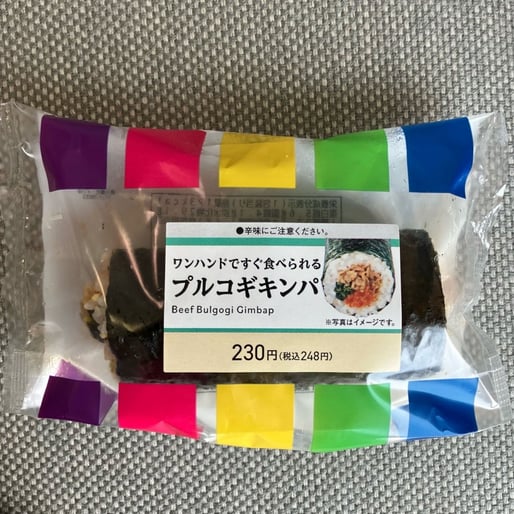 ●辛味にご注意ください。
ワンハンドですぐ食べられる
プルコギキンパ
Beef Bulgogi Gimbap
※写真はイメージです。
230円(税込248円)